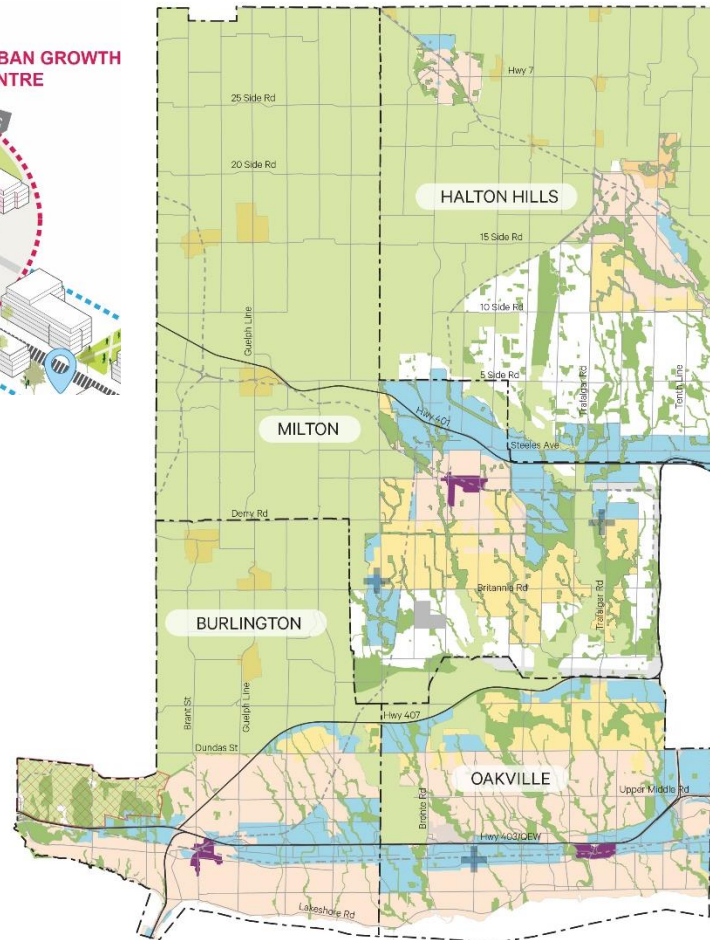 BAN GROWTH
NTRE
Hwy 7
25 Side Rd
20 Side Rd
HALTON HILLS
15 Side Rd
10 Side Rd
Guelph Line
5 Side Rd
Trafalgar Rd
Tenth Line
Hwy 401
MILTON
Steeles Ave
Derry Rd
Britannia Rd
Trafalgar Rd
BURLINGTON
Brant St
Guelph Line
Hwy 407
Dundas St
OAKVILLE
Bronte Rd
Upper Middle Rd
Hwy 403/QEW
Lakeshore Rd